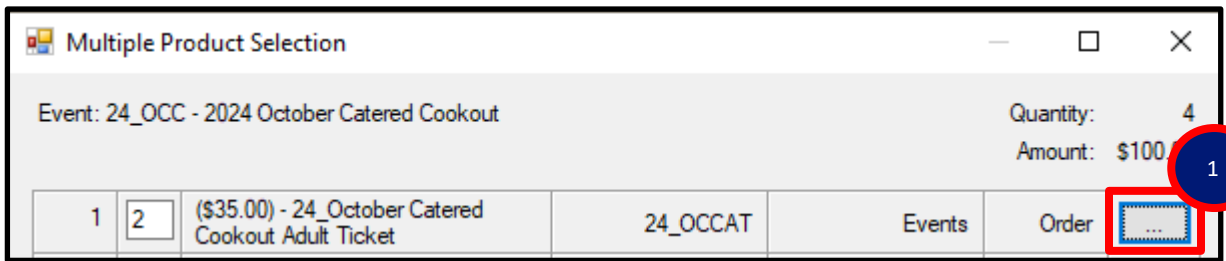 Multiple Product Selection
Event: 24_OCC - 2024 October Catered Cookout
Quantity: 4
Amount: $100.
1
1 2 ($35.00) - 24_October Catered
Cookout Adult Ticket
24_OCCAT Events Order ...